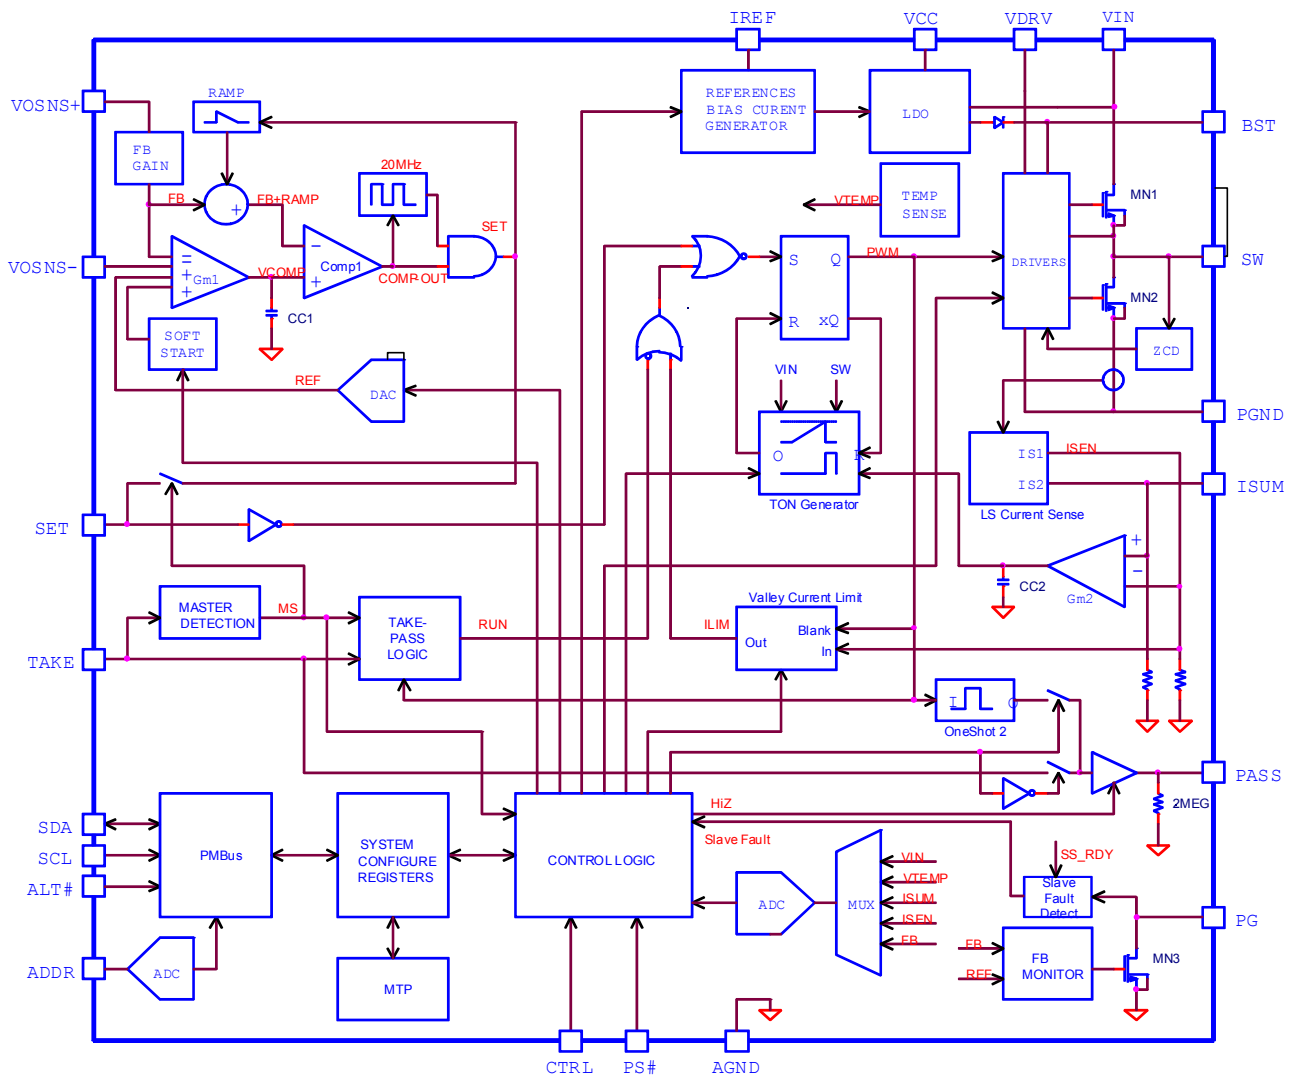 IREF
VCC
VDRV
VIN
VOSNS+
RAMP
REFERENCES
BIAS CURENT
GENERATOR
LDO
BST
FB
GAIN
20MHz
TEMP
SENSE
VTEMP
MN1
FB
FB+RAMP
+
SET
S
Q
PWM
R
xQ
DRIVERS
SW
VOSNS-
=
+
+
Gm1
VCOMP
−
+
Comp1
COMP-OUT
MN2
CC1
SOFT
START
ZCD
REF
DAC
VIN
SW
PGND
O
R
TON Generator
IS1
IS2
ISEN
LS Current Sense
ISUM
SET
+
−
Gm2
CC2
MASTER
DETECTION
MS
TAKE-
PASS
LOGIC
RUN
ILIM
Valley Current Limit
Blank
Out
In
TAKE
I
O
OneShot 2
PASS
2MEG
HiZ
Slave Fault
SDA
SCL
ALT#
PMBus
SYSTEM
CONFIGURE
REGISTERS
CONTROL LOGIC
ADC
MUX
VIN
VTEMP
ISUM
ISEN
FB
SS_RDY
Slave
Fault
Detect
PG
FB
REF
FB
MONITOR
MN3
ADDR
ADC
MTP
CTRL
PS#
AGND